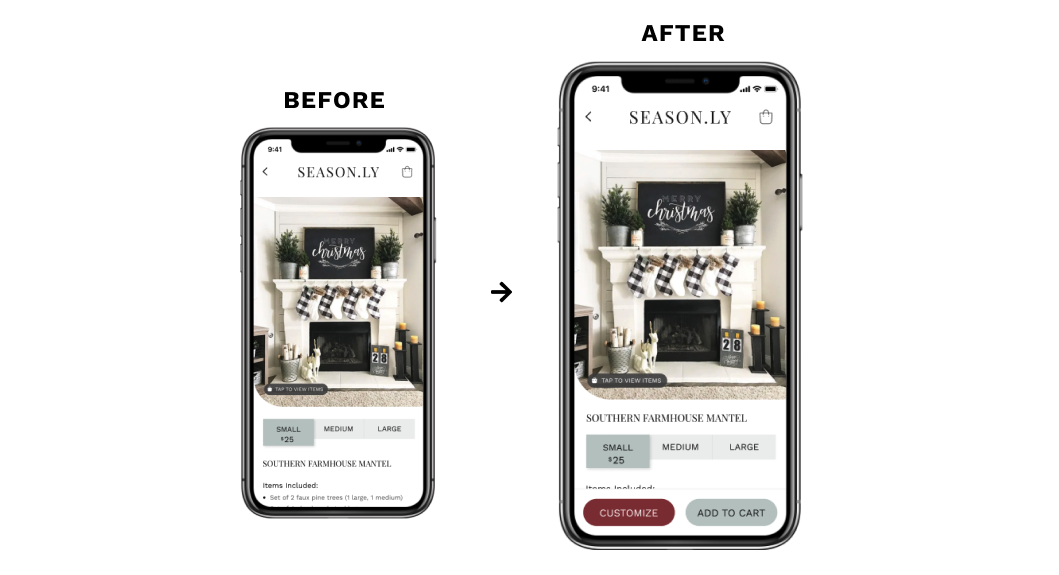 BEFORE
9:41
SEASON.LY
MERRY
christmas
28
TAP TO VIEW ITEMS
SMALL
$25
MEDIUM
LARGE
SOUTHERN FARMHOUSE MANTEL
Items Included:
• Set of 2 faux pine trees (1 large, 1 medium)
AFTER
9:41
SEASON.LY
MERRY
christmas
28
TAP TO VIEW ITEMS
SOUTHERN FARMHOUSE MANTEL
SMALL
$25
MEDIUM
LARGE
Items Included:
CUSTOMIZE
ADD TO CART